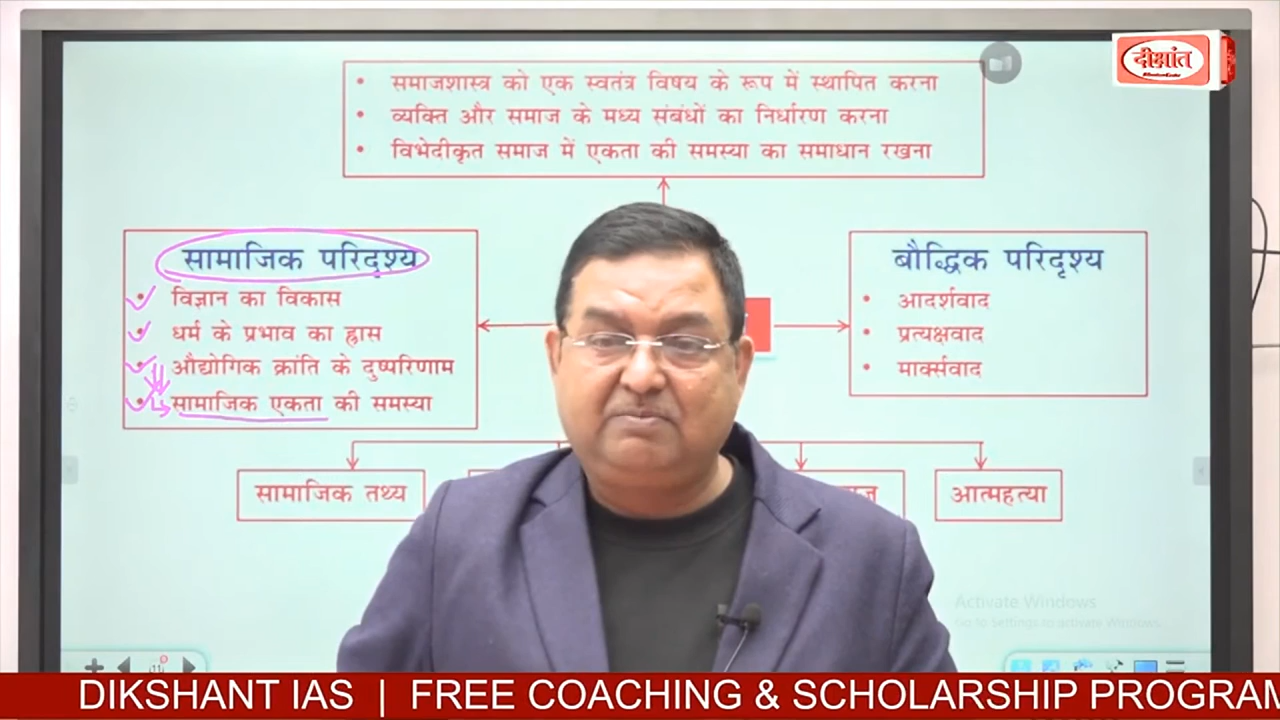 दीक्षांत
• समाजशास्त्र को एक स्वतंत्र विषय के रूप में स्थापित करना
• व्यक्ति और समाज के मध्य संबंधों का निर्धारण करना
• विभेदीकृत समाज में एकता की समस्या का समाधान रखना
सामाजिक परिदृश्य
• विज्ञान का विकास
• धर्म के प्रभाव का ह्रास
• औद्योगिक क्रांति के दुष्परिणाम
• सामाजिक एकता की समस्या
बौद्धिक परिदृश्य
• आदर्शवाद
• प्रत्यक्षवाद
• मार्क्सवाद
सामाजिक तथ्य
आत्महत्या
Activate Windows
Go to Settings to activate Windows.
DIKSHANT IAS | FREE COACHING & SCHOLARSHIP PROGRAM